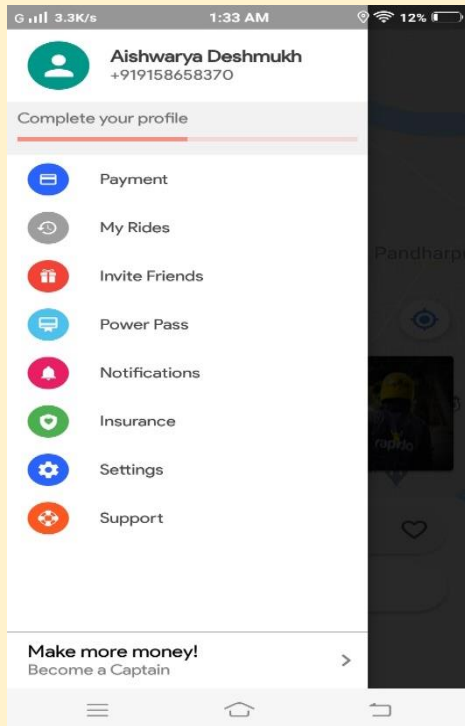 G 3.3K/s 1:33 AM 12%
Aishwarya Deshmukh
+919158658370
Complete your profile
Payment
My Rides
Invite Friends
Pandharpu
Power Pass
Notifications
Insurance
rapido
Settings
Support
Make more money!
Become a Captain